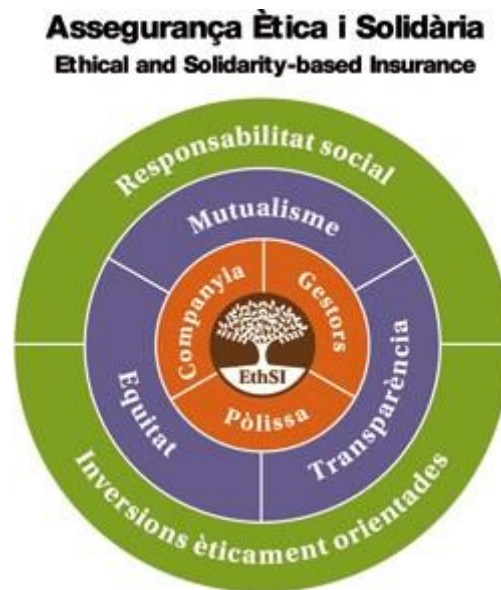 Assegurança Ètica i Solidària
Ethical and Solidarity-based Insurance
Responsabilitat social
Mutualisme
Companyia
Gestors
EthSI
Pòlissa
Equitat
Transparència
Inversions èticament orientades